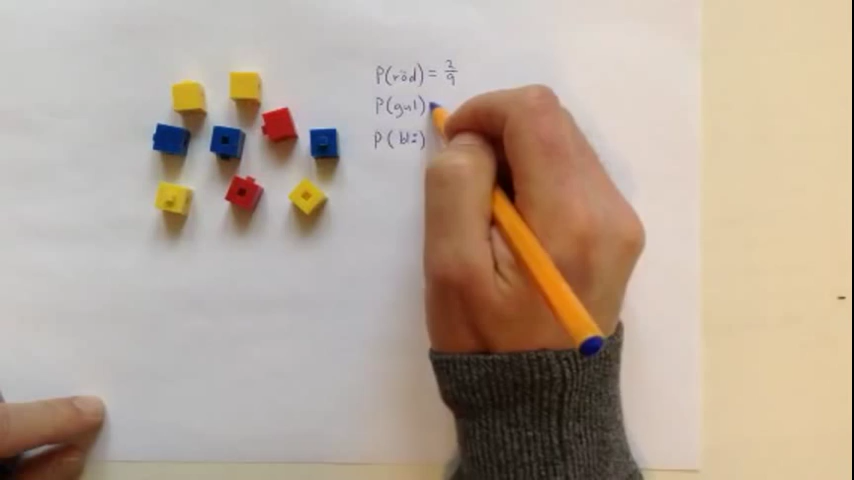 P(röd) = 2/9
P(gul)
P(blå)